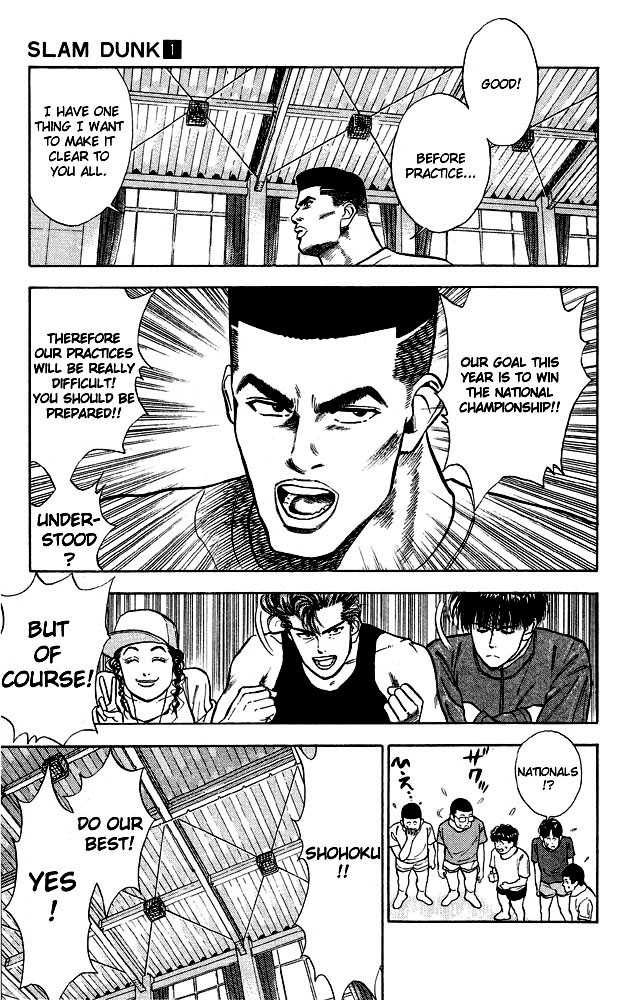 SLAM DUNK 1
GOOD!
BEFORE
PRACTICE...
I HAVE ONE
THING I WANT
TO MAKE IT
CLEAR TO
YOU ALL.
OUR GOAL THIS
YEAR IS TO WIN
THE NATIONAL
CHAMPIONSHIP!!
THEREFORE
OUR PRACTICES
WILL BE REALLY
DIFFICULT!
YOU SHOULD BE
PREPARED!!
UNDER-
STOOD
?
BUT
OF
COURSE!
NATIONALS
!?
SHOHOKU
!!
DO OUR
BEST!
YES
!